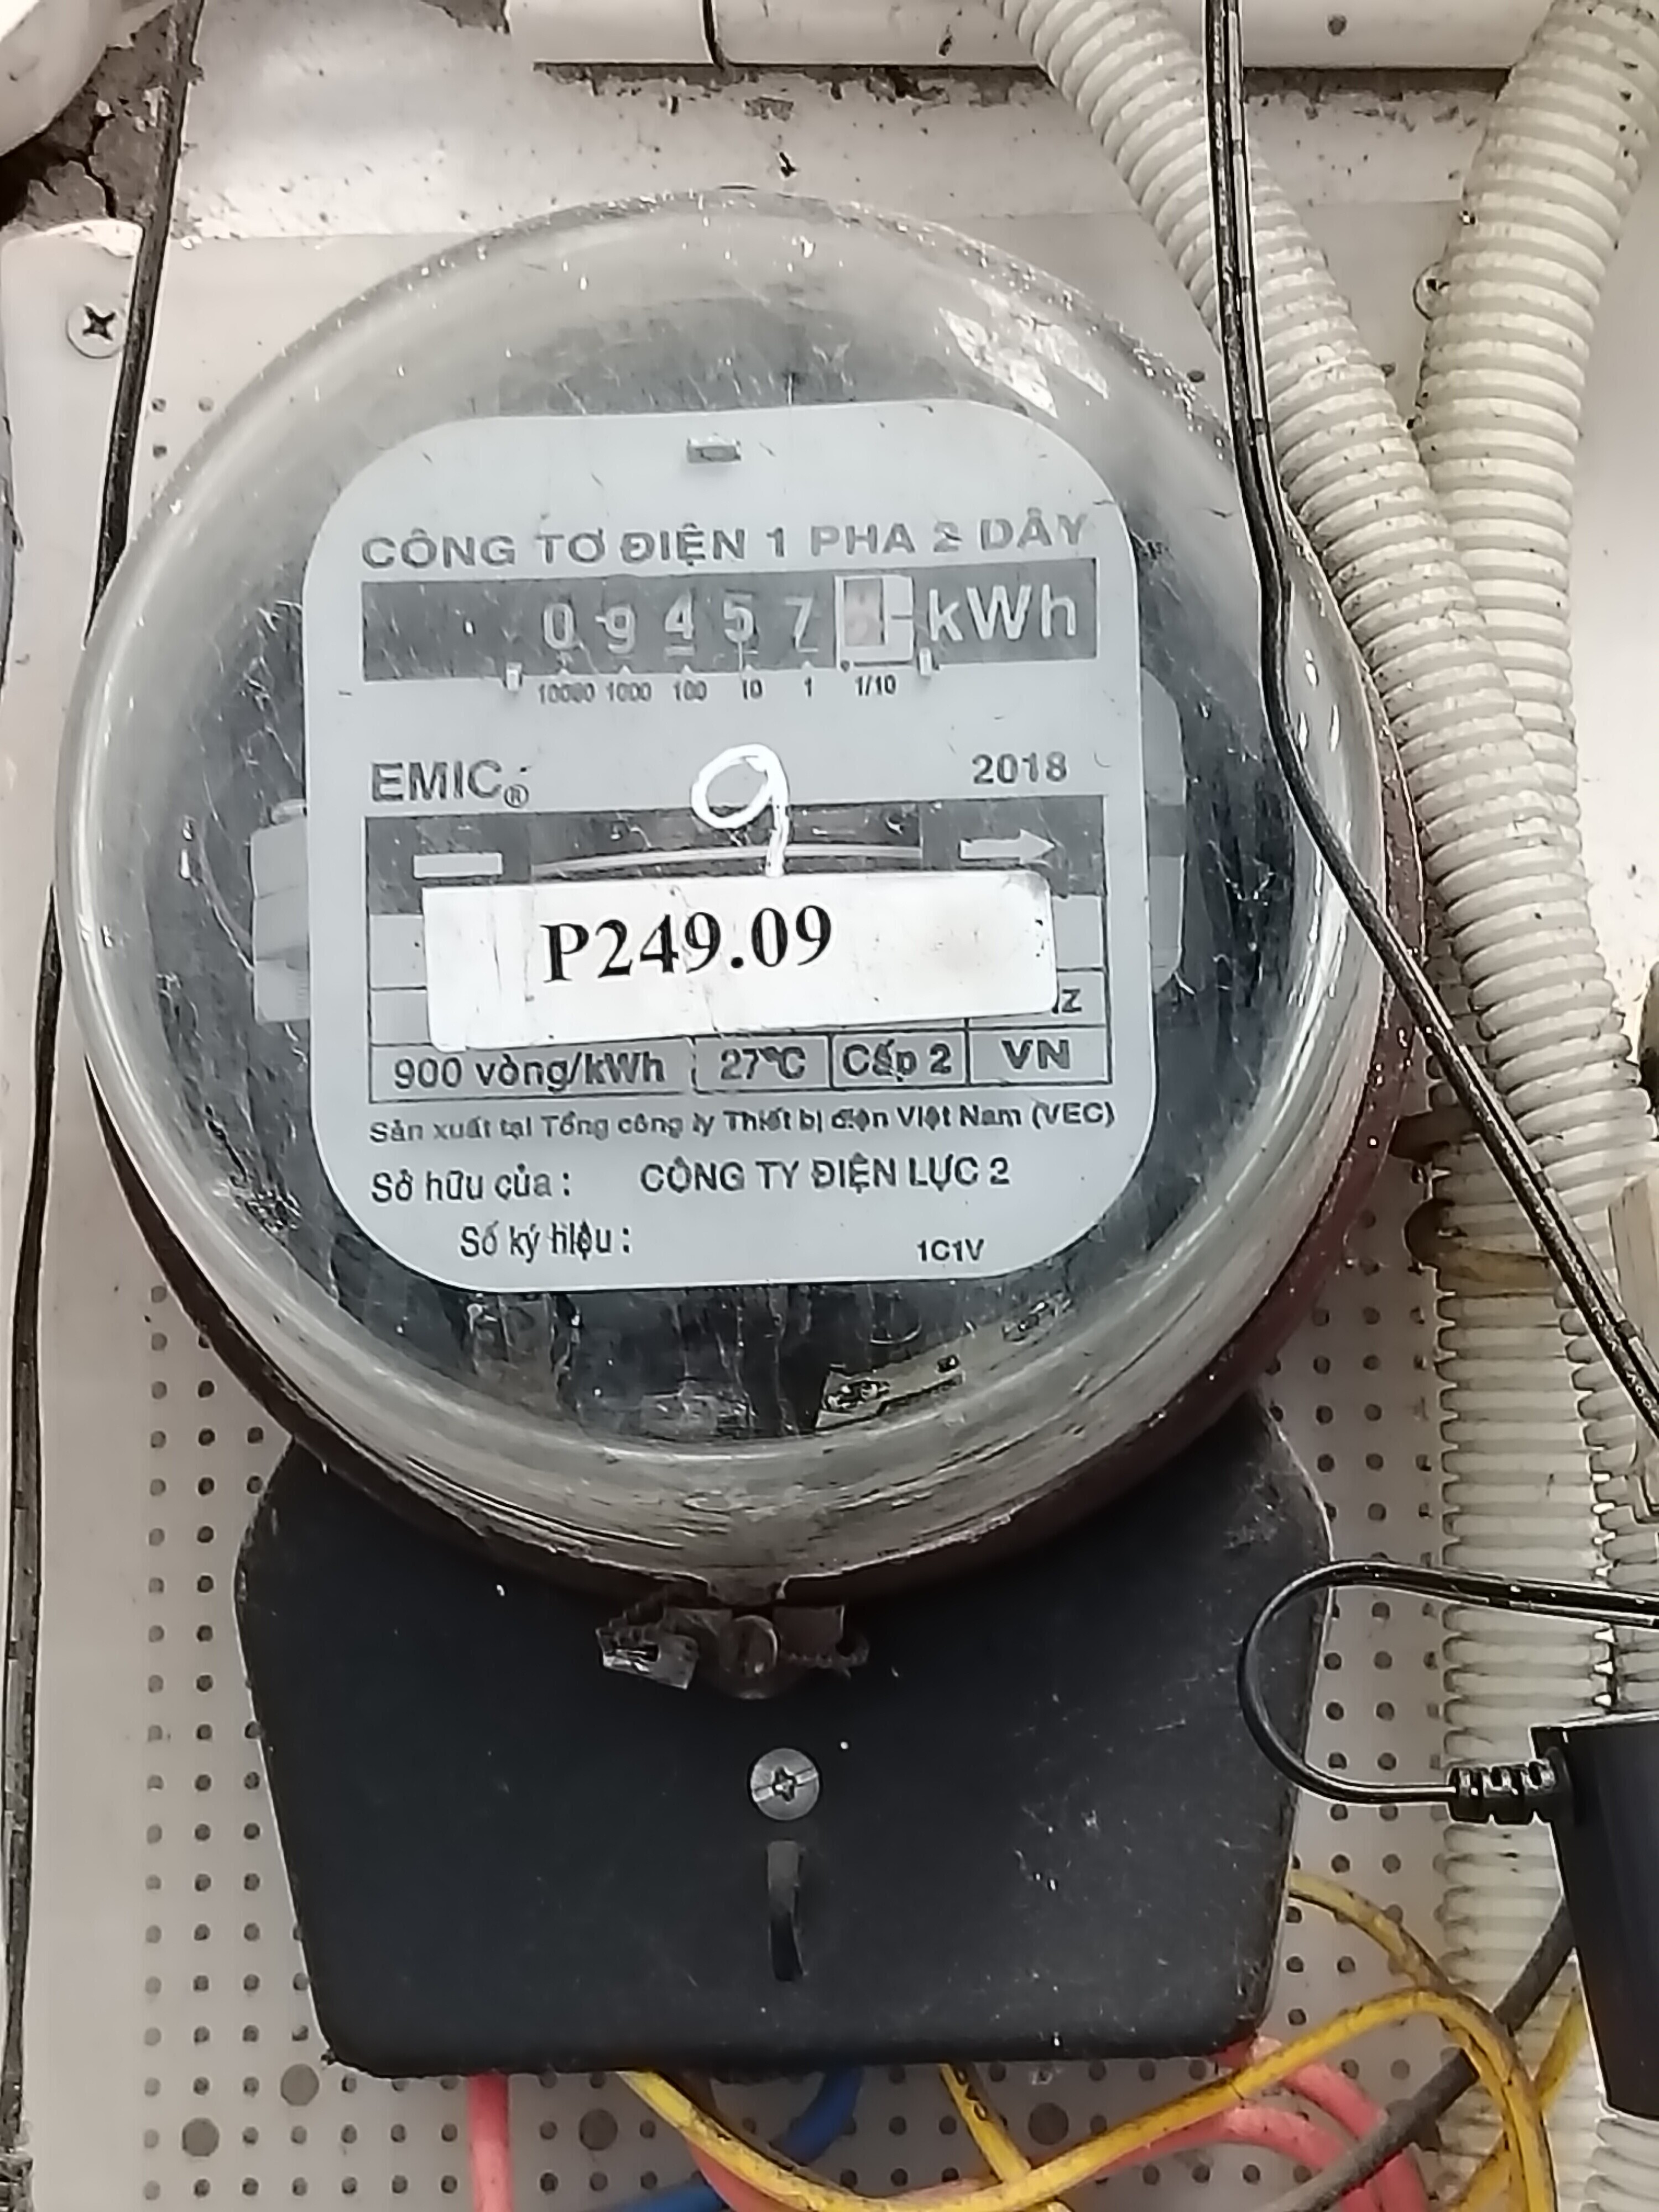 CÔNG TƠ ĐIỆN 1 PHA 2 DÂY
0 9 4 5 7 kWh
10000 1000 100 10 1 1/10
EMIC® 2018
9
P249.09
900 vòng/kWh 27°C Cấp 2 VN
Sản xuất tại Tổng công ty Thiết bị điện Việt Nam (VEC)
Sở hữu của : CÔNG TY ĐIỆN LỰC 2
Số ký hiệu : 1C1V